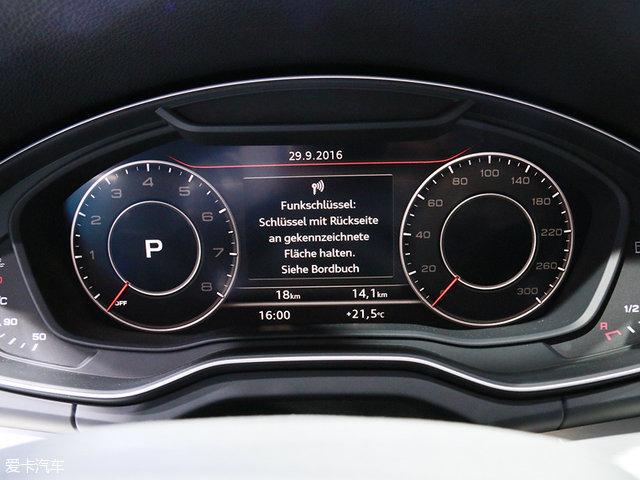 29.9.2016
Funkschlüssel:
Schlüssel mit Rückseite
an gekennzeichnete
Fläche halten.
Siehe Bordbuch
18km
14,1km
16:00
+21,5°C
P
OFF
1
2
3
4
5
6
7
8
20
40
60
80
100
140
180
220
260
300
°C
90
50
1/2
R
爱卡汽车